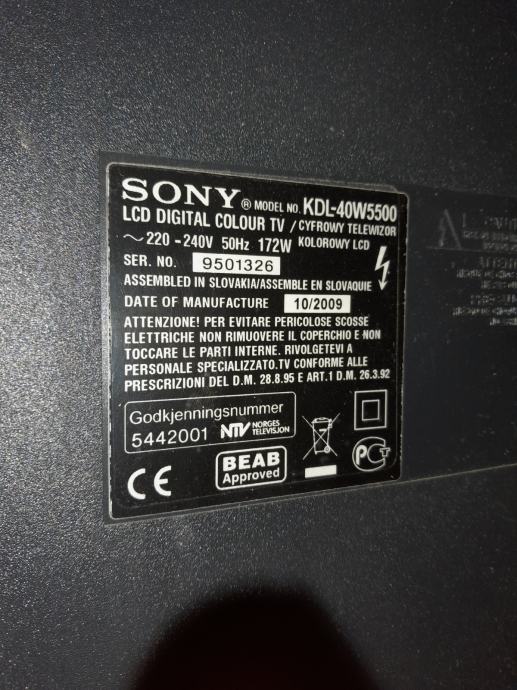 SONY® MODEL NO. KDL-40W5500
LCD DIGITAL COLOUR TV / CYFROWY TELEWIZOR
~220 -240V 50Hz 172W KOLOROWY LCD
SER. NO. 9501326
ASSEMBLED IN SLOVAKIA/ASSEMBLE EN SLOVAQUIE
DATE OF MANUFACTURE 10/2009
ATTENZIONE! PER EVITARE PERICOLOSE SCOSSE
ELETTRICHE NON RIMUOVERE IL COPERCHIO E NON
TOCCARE LE PARTI INTERNE. RIVOLGETEVI A
PERSONALE SPECIALIZZATO.TV CONFORME ALLE
PRESCRIZIONI DEL D.M. 28.8.95 E ART.1 D.M. 26.3.92
Godkjenningsnummer
5442001 NTV NORGES
TELEVISJON
CE
BEAB
Approved